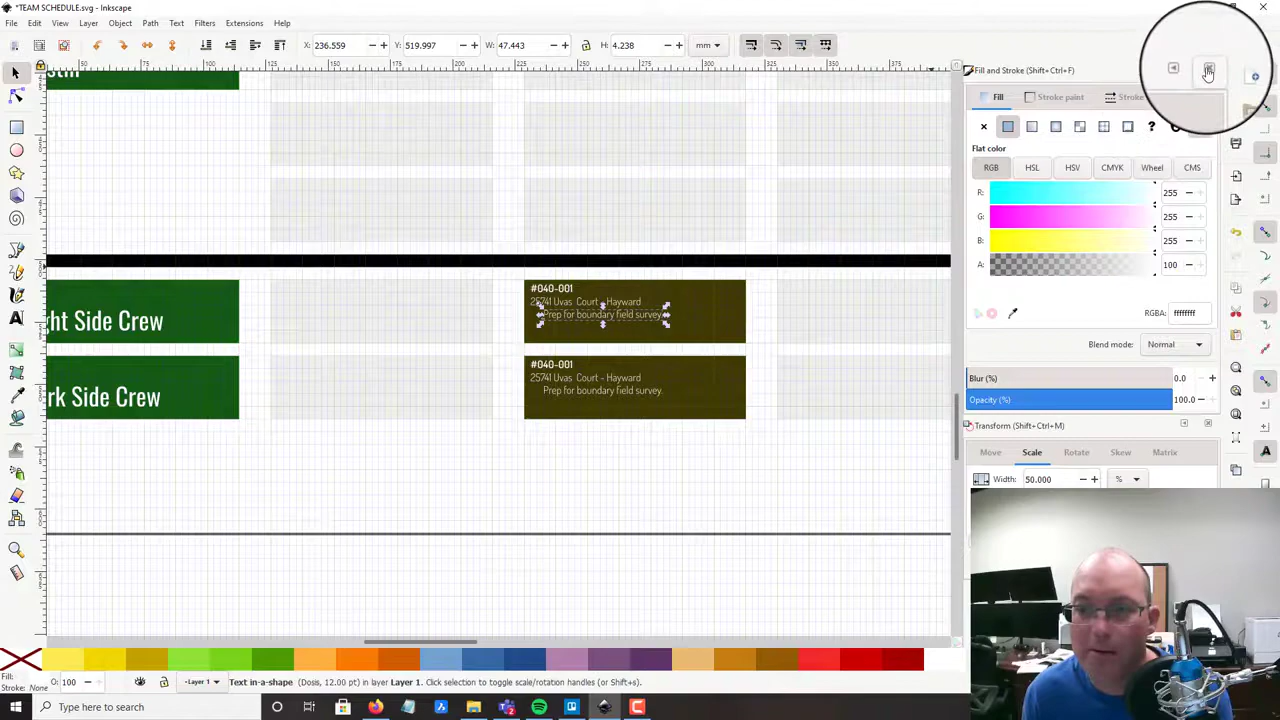 *TEAM SCHEDULE.svg - Inkscape
File Edit View Layer Object Path Text Filters Extensions Help
X: 236.559 Y: 519.997 W: 47.443 H: 4.238 mm
Fill and Stroke (Shift+Ctrl+F)
Fill Stroke paint Stroke
Flat color
RGB HSL HSV CMYK Wheel CMS
R: 255
G: 255
B: 255
A: 100
RGBA: ffffffff
Blend mode: Normal
Blur (%) 0.0
Opacity (%) 100.0
Transform (Shift+Ctrl+M)
Move Scale Rotate Skew Matrix
Width: 50.000 %
#040-001
25741 Uvas Court - Hayward
Prep for boundary field survey.
ght Side Crew
#040-001
25741 Uvas Court - Hayward
Prep for boundary field survey.
rk Side Crew
Fill:
Stroke: None
O: 100
Layer 1
Text in-a-shape (Dosis, 12.00 pt) in layer Layer 1. Click selection to toggle scale/rotation handles (or Shift+s).
Type here to search